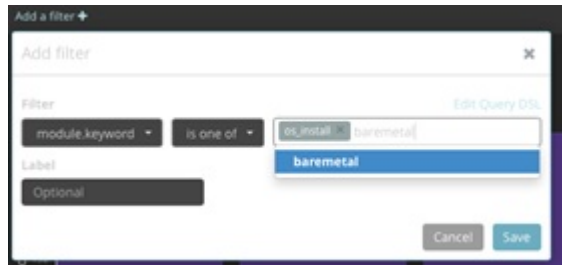 Add a filter +
Add filter ×
Filter Edit Query DSL
module.keyword is one of os_install × baremetal
baremetal
Label
Optional
Cancel Save